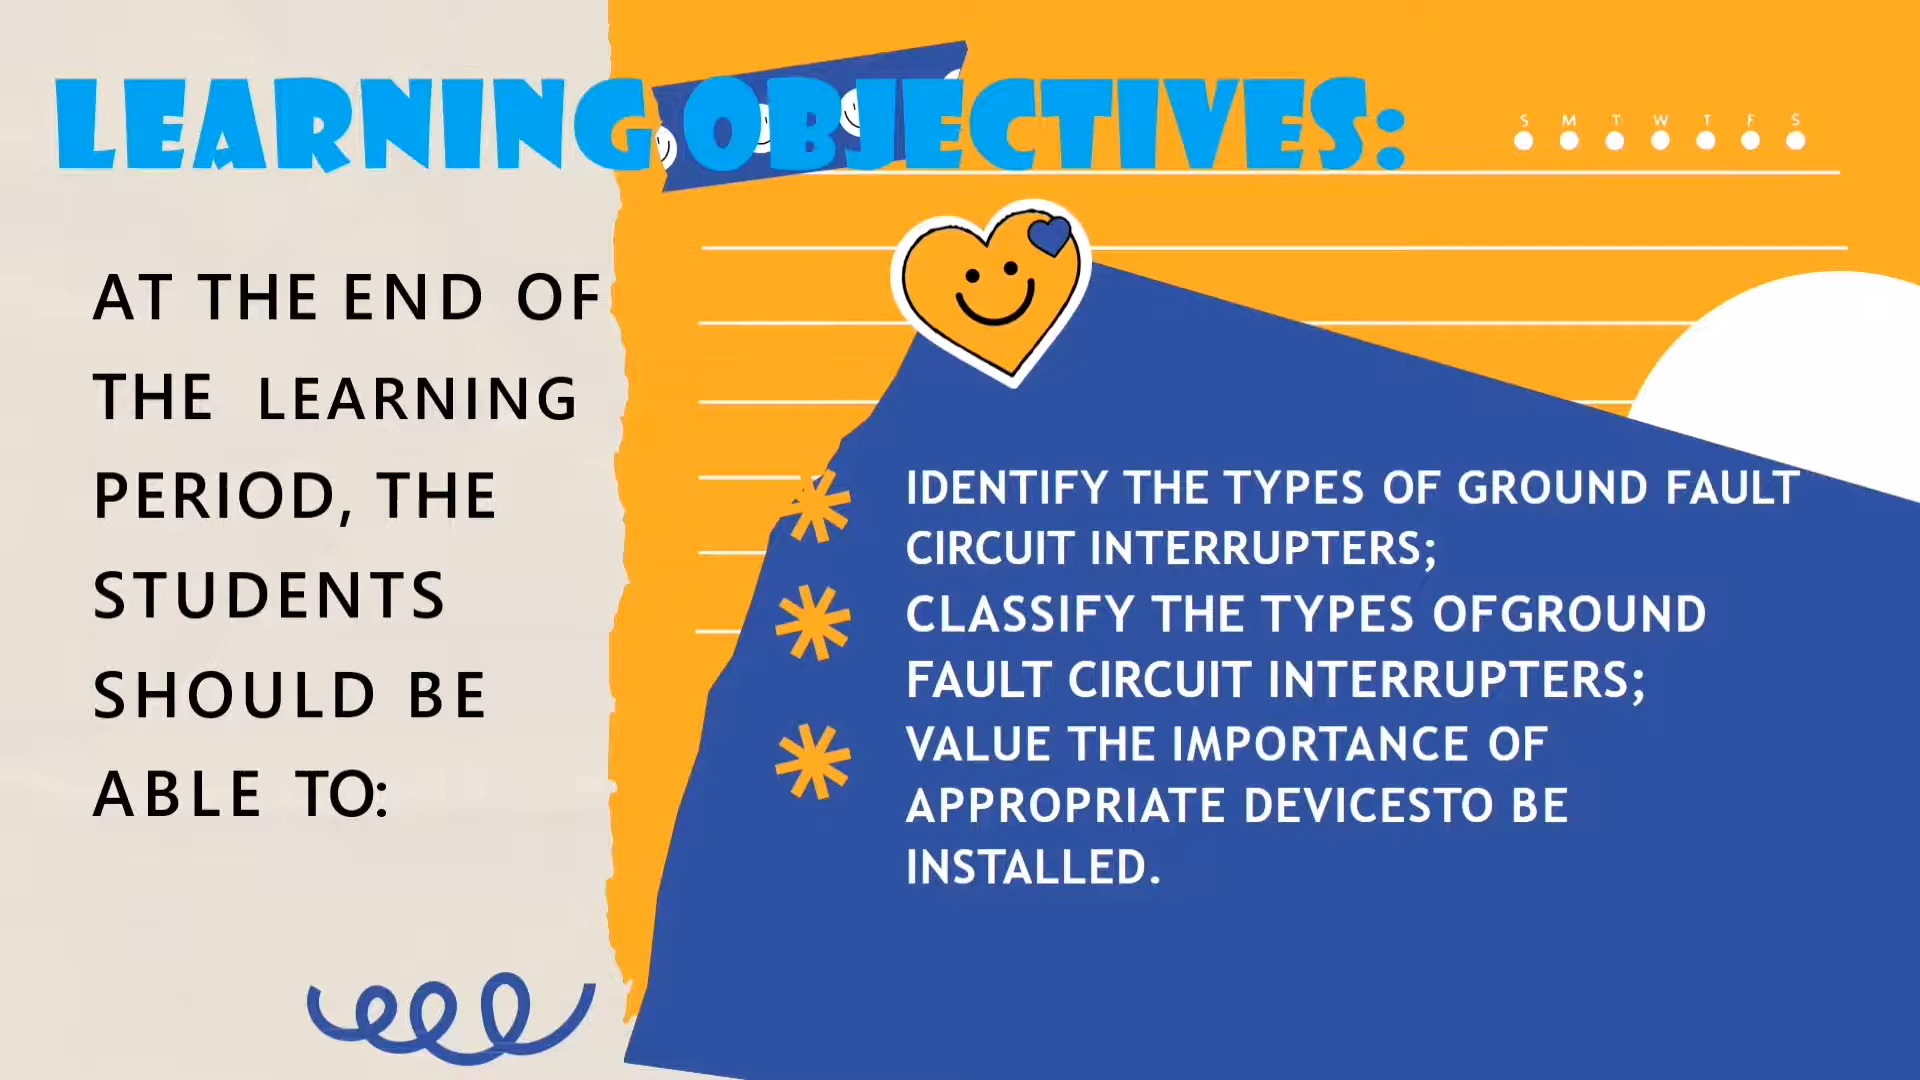 LEARNING OBJECTIVES:
S M T W T F S
AT THE END OF
THE LEARNING
PERIOD, THE
STUDENTS
SHOULD BE
ABLE TO:
IDENTIFY THE TYPES OF GROUND FAULT
CIRCUIT INTERRUPTERS;
CLASSIFY THE TYPES OFGROUND
FAULT CIRCUIT INTERRUPTERS;
VALUE THE IMPORTANCE OF
APPROPRIATE DEVICESTO BE
INSTALLED.